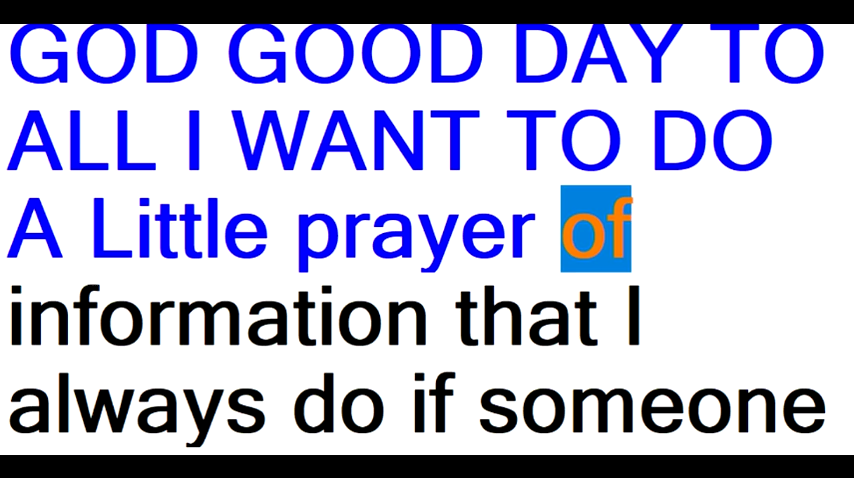 GOD GOOD DAY TO
ALL I WANT TO DO
A Little prayer of
information that I
always do if someone